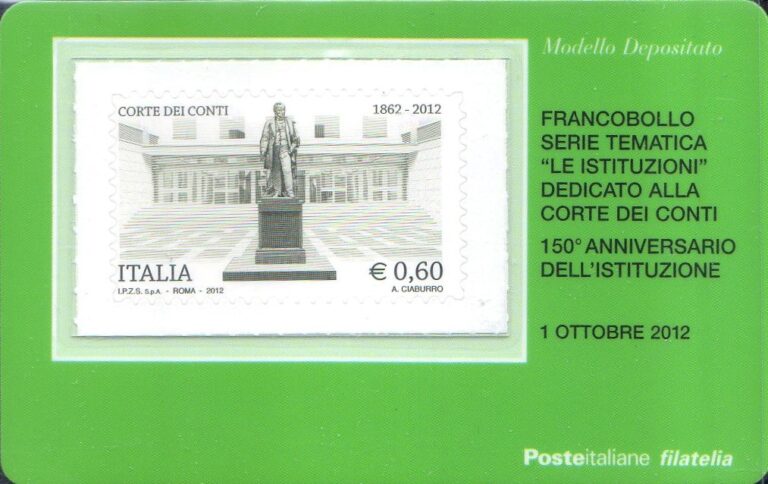 Modello Depositato
CORTE DEI CONTI
1862 - 2012
ITALIA
€ 0,60
I.P.Z.S. S.p.A. - ROMA - 2012
A. CIABURRO
FRANCOBOLLO
SERIE TEMATICA
“LE ISTITUZIONI”
DEDICATO ALLA
CORTE DEI CONTI
150° ANNIVERSARIO
DELL'ISTITUZIONE
1 OTTOBRE 2012
Posteitaliane filatelia